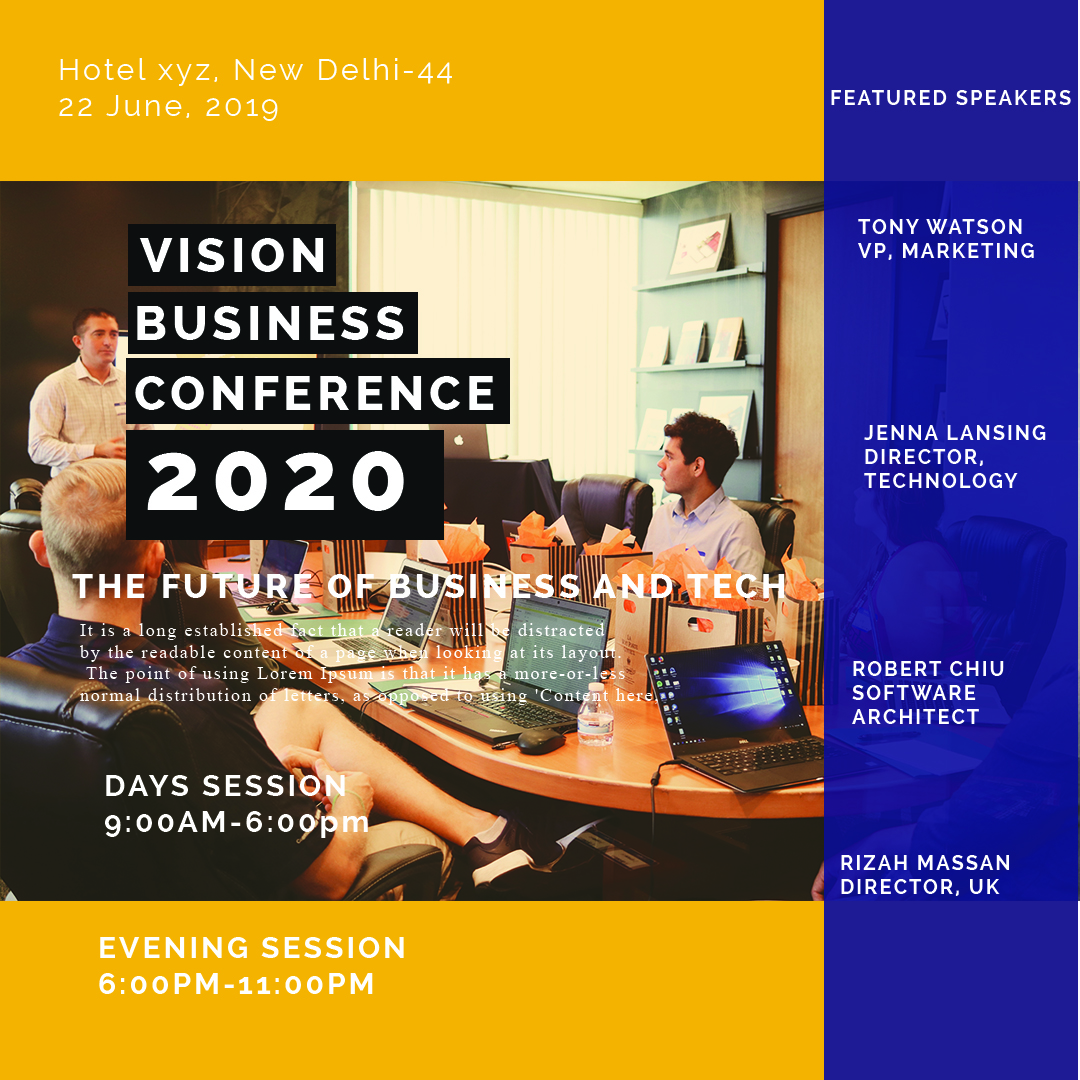 Hotel xyz, New Delhi-44
22 June, 2019
FEATURED SPEAKERS
TONY WATSON
VP, MARKETING
JENNA LANSING
DIRECTOR,
TECHNOLOGY
ROBERT CHIU
SOFTWARE
ARCHITECT
RIZAH MASSAN
DIRECTOR, UK
VISION
BUSINESS
CONFERENCE
2020
THE FUTURE OF BUSINESS AND TECH
It is a long established fact that a reader will be distracted
by the readable content of a page when looking at its layout.
The point of using Lorem Ipsum is that it has a more-or-less
normal distribution of letters, as opposed to using 'Content here,
DAYS SESSION
9:00AM-6:00pm
EVENING SESSION
6:00PM-11:00PM